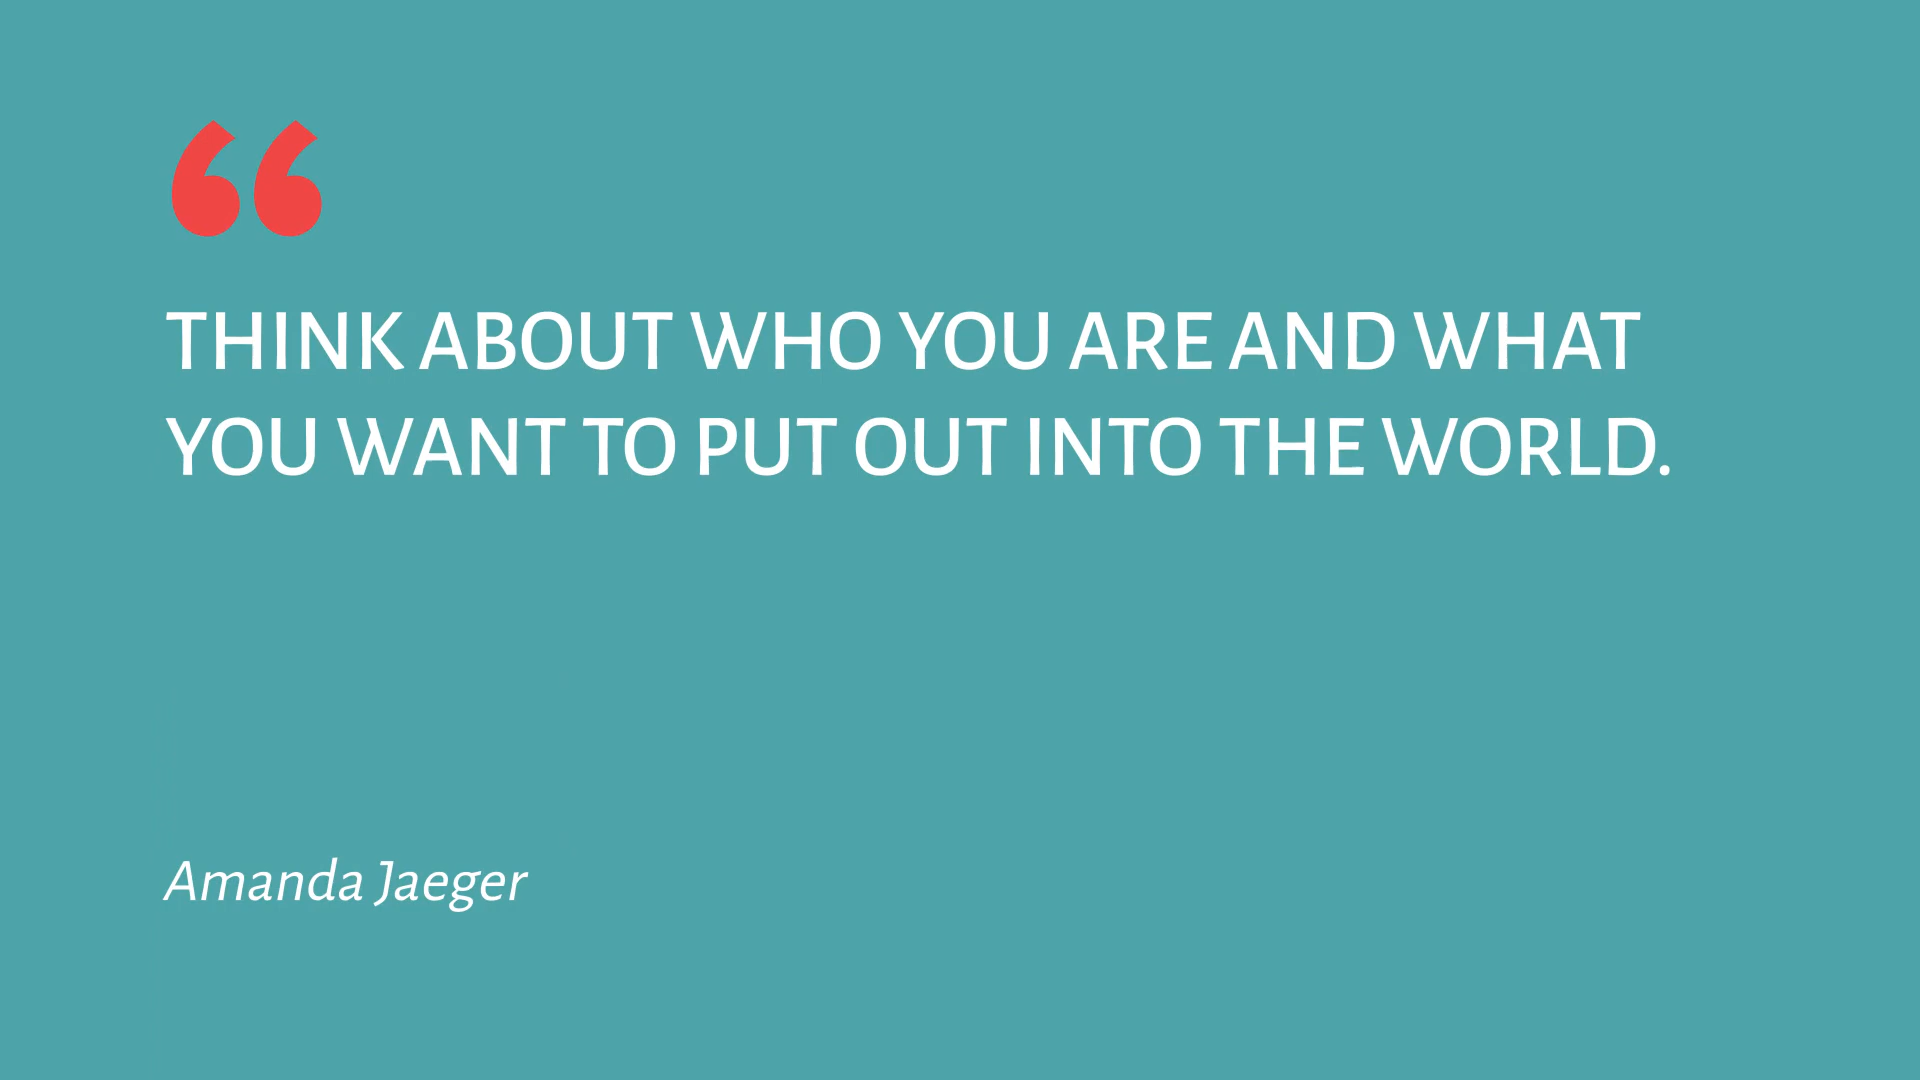 “
THINK ABOUT WHO YOU ARE AND WHAT
YOU WANT TO PUT OUT INTO THE WORLD.
Amanda Jaeger